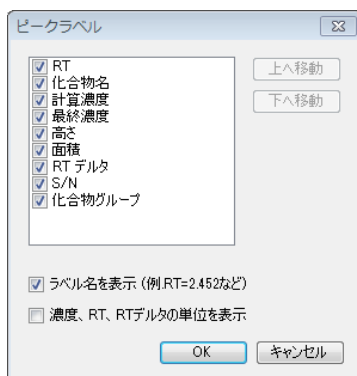 ピークラベル
RT
化合物名
計算濃度
最終濃度
高さ
面積
RT デルタ
S/N
化合物グループ
上へ移動
下へ移動
ラベル名を表示 (例.RT=2.452など)
濃度、RT、RTデルタの単位を表示
OK
キャンセル